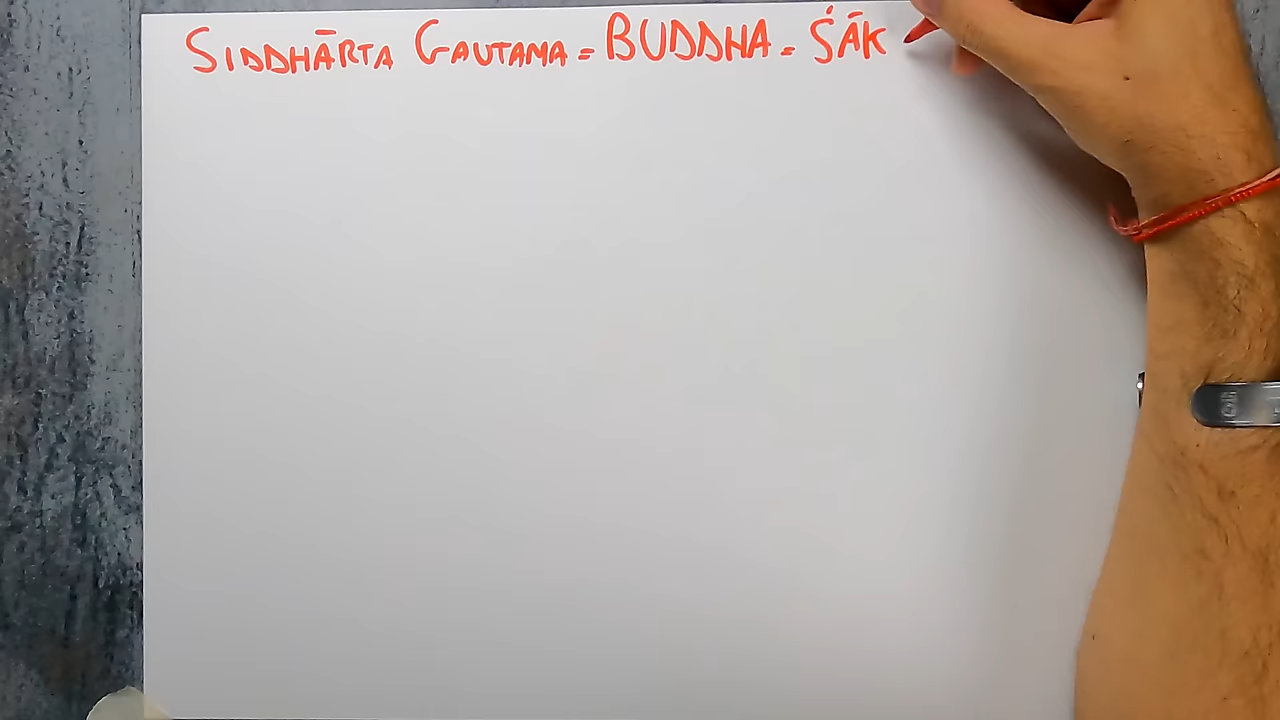 SIDDHĀRTA GAUTAMA = BUDDHA = ŚĀK